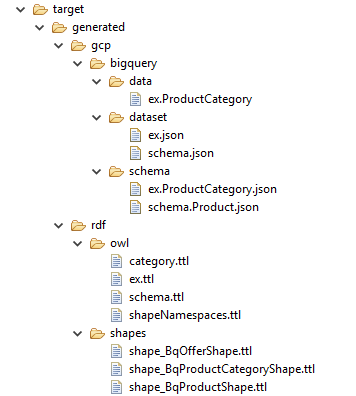 target
generated
gcp
bigquery
data
ex.ProductCategory
dataset
ex.json
schema.json
schema
ex.ProductCategory.json
schema.Product.json
rdf
owl
category.ttl
ex.ttl
schema.ttl
shapeNamespaces.ttl
shapes
shape_BqOfferShape.ttl
shape_BqProductCategoryShape.ttl
shape_BqProductShape.ttl